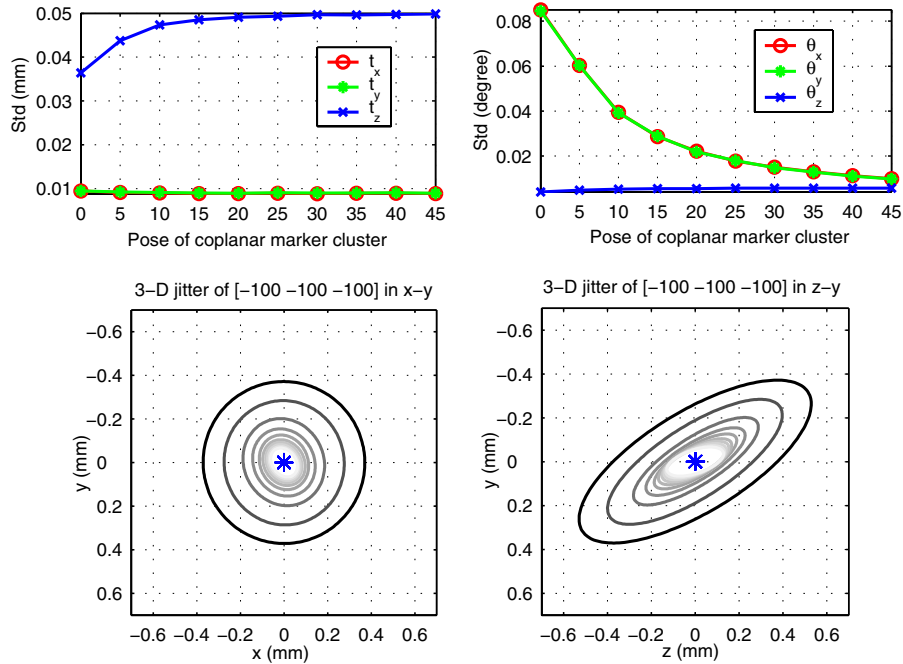 0.05
0.04
0.03
0.02
0.01
Std (mm)
t_x
t_y
t_z
0 5 10 15 20 25 30 35 40 45
Pose of coplanar marker cluster
0.08
0.06
0.04
0.02
Std (degree)
θ_x
θ_y
θ_z
0 5 10 15 20 25 30 35 40 45
Pose of coplanar marker cluster
3−D jitter of [−100 −100 −100] in x−y
−0.6
−0.4
−0.2
0
0.2
0.4
0.6
y (mm)
−0.6 −0.4 −0.2 0 0.2 0.4 0.6
x (mm)
3−D jitter of [−100 −100 −100] in z−y
−0.6
−0.4
−0.2
0
0.2
0.4
0.6
y (mm)
−0.6 −0.4 −0.2 0 0.2 0.4 0.6
z (mm)